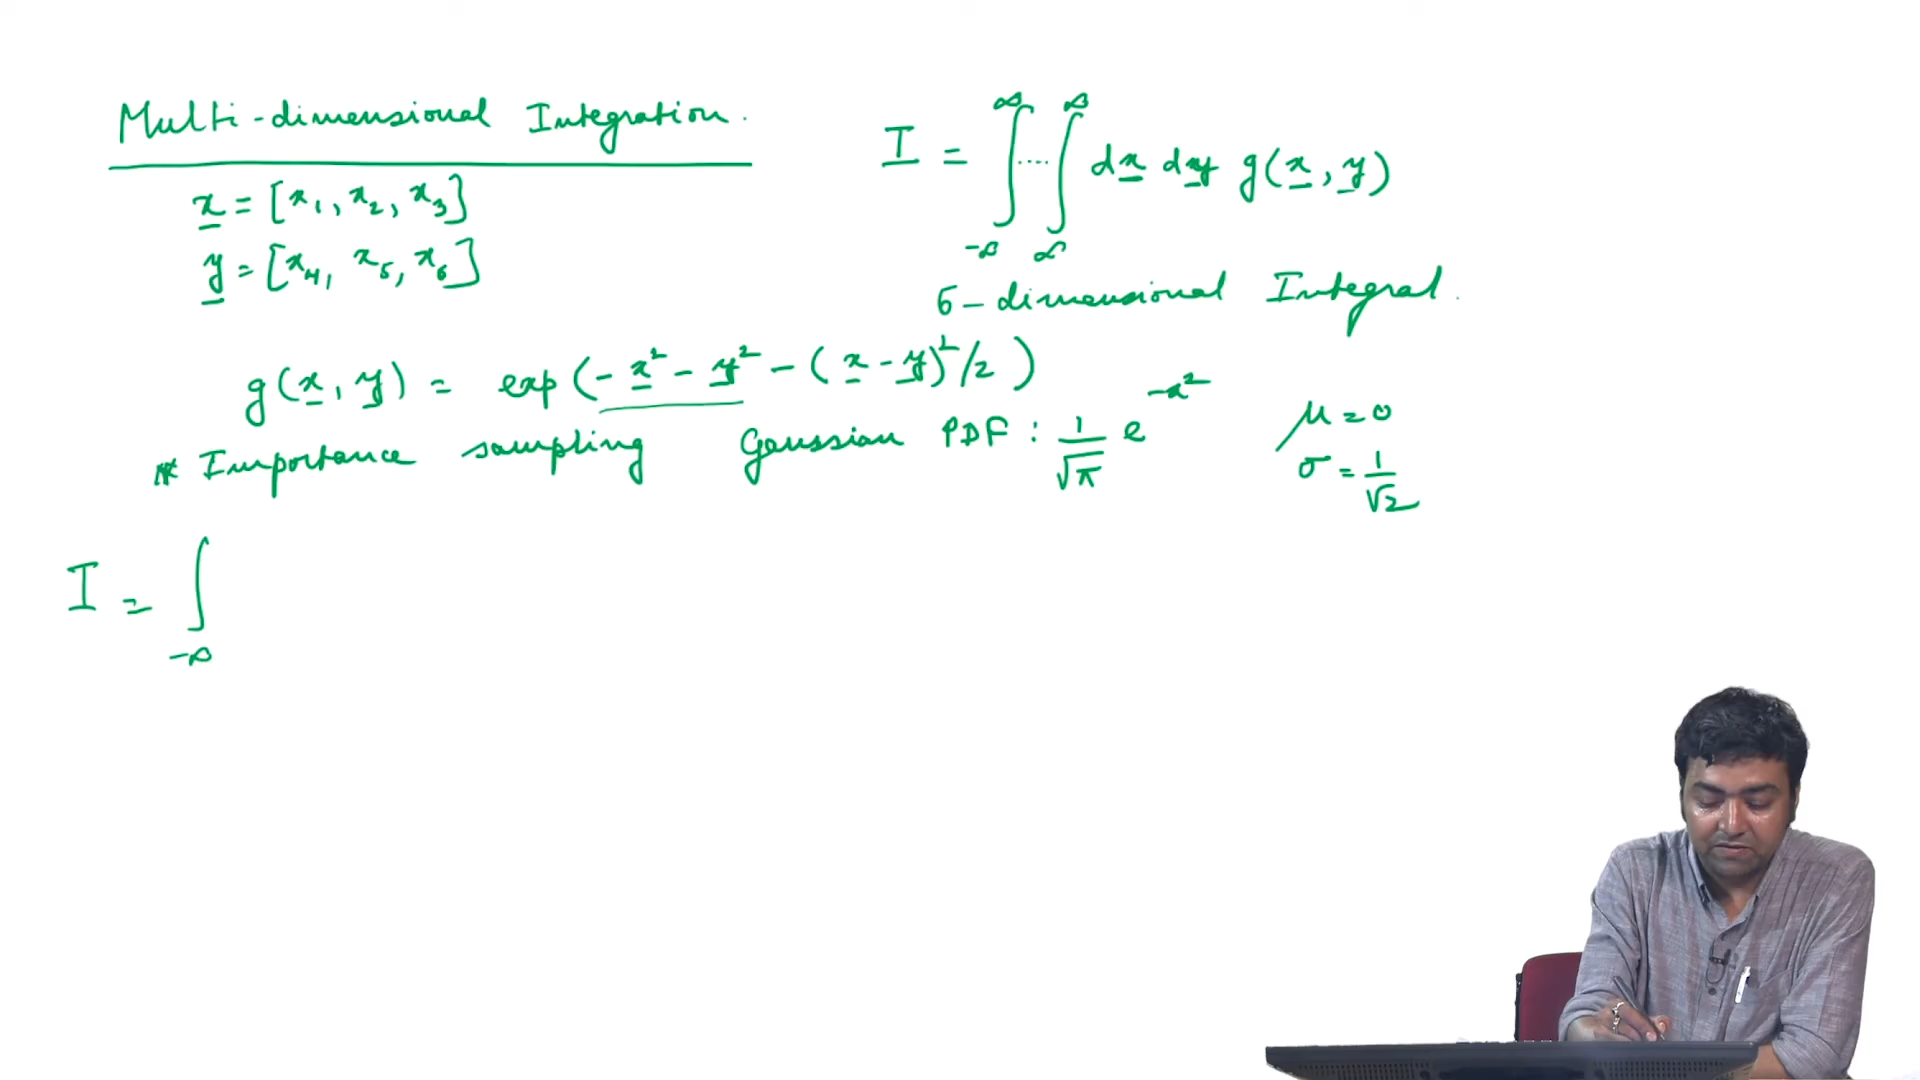 Multi-dimensional Integration.
x = [x₁, x₂, x₃]
y = [x₄, x₅, x₆]
I = ∫_{-∞}^{∞} .... ∫_{∞}^{∞} dx dy g(x, y)
6-dimensional Integral.
g(x, y) = exp(-x² - y² - (x - y)²/2)
* Importance sampling Gaussian PDF : 1/√π e^{-x²}
μ = 0
σ = 1/√2
I = ∫_{-∞}